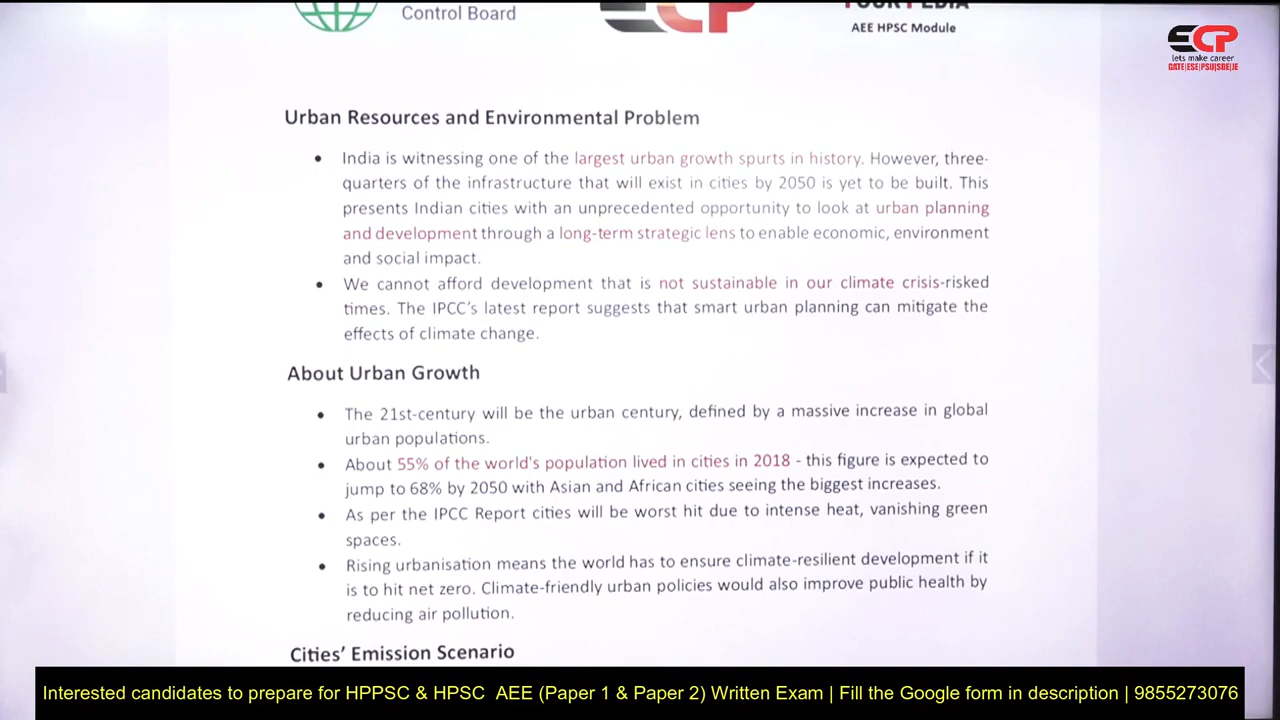 Control Board
ECP
AEE HPSC Module
ECP
lets make career
GATE|ESE|PSU|SDE|JE
Urban Resources and Environmental Problem
• India is witnessing one of the largest urban growth spurts in history. However, three-
quarters of the infrastructure that will exist in cities by 2050 is yet to be built. This
presents Indian cities with an unprecedented opportunity to look at urban planning
and development through a long-term strategic lens to enable economic, environment
and social impact.
• We cannot afford development that is not sustainable in our climate crisis-risked
times. The IPCC's latest report suggests that smart urban planning can mitigate the
effects of climate change.
About Urban Growth
• The 21st-century will be the urban century, defined by a massive increase in global
urban populations.
• About 55% of the world's population lived in cities in 2018 - this figure is expected to
jump to 68% by 2050 with Asian and African cities seeing the biggest increases.
• As per the IPCC Report cities will be worst hit due to intense heat, vanishing green
spaces.
• Rising urbanisation means the world has to ensure climate-resilient development if it
is to hit net zero. Climate-friendly urban policies would also improve public health by
reducing air pollution.
Cities' Emission Scenario
Interested candidates to prepare for HPPSC & HPSC AEE (Paper 1 & Paper 2) Written Exam | Fill the Google form in description | 9855273076